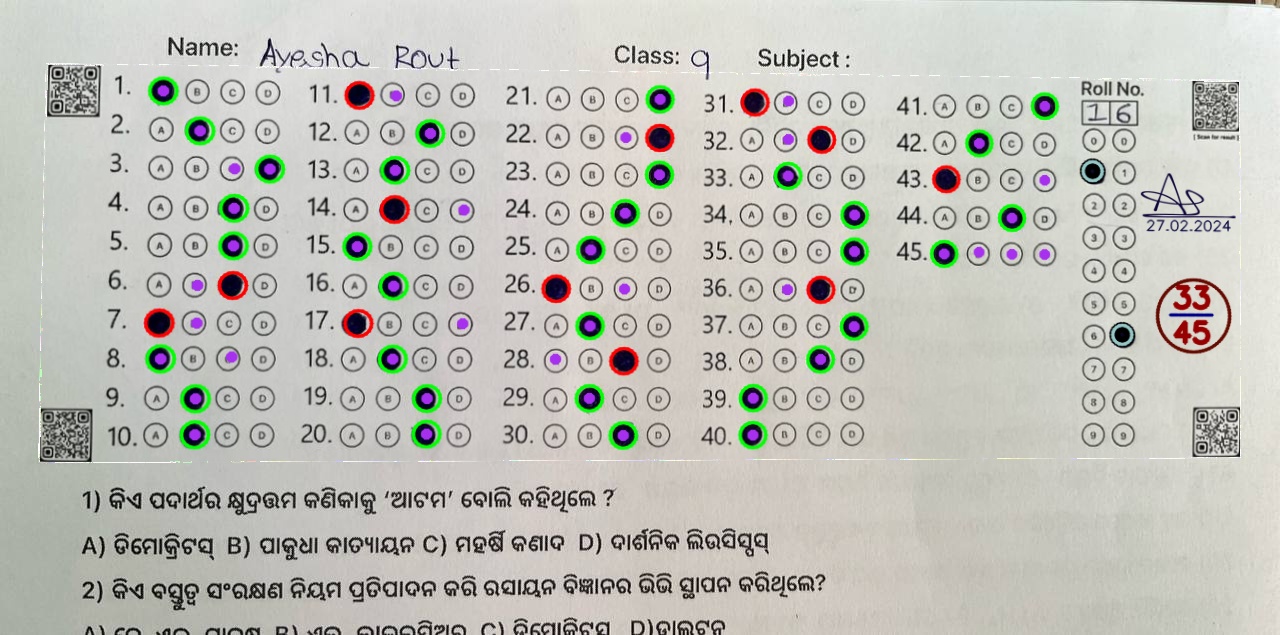 Name: Ayesha Rout Class: 9 Subject :
1. B C D
2. A C D
3. A B
4. A B D
5. A B D
6. A D
7. C D
8. B D
9. A C D
10. A C D
11. C D
12. A B D
13. A C D
14. A C
15. B C D
16. A C D
17. B C
18. A C D
19. A B D
20. A B D
21. A B C
22. A B
23. A B C
24. A B D
25. A C D
26. B D
27. A C D
28. B D
29. A C D
30. A B D
31. C D
32. A D
33. A C D
34. A B C
35. A B C
36. A D
37. A B C
38. A B D
39. B C D
40. B C D
41. A B C
42. A C D
43. B C
44. A B D
45.
Roll No.
1 6
0 0
1
2 2
3 3
4 4
5 5
6
7 7
8 8
9 9
[ Scan for result ]
27.02.2024
33
45
1) କିଏ ପଦାର୍ଥର କ୍ଷୁଦ୍ରତ୍ତମ କଣିକାକୁ ‘ଆଟମ’ ବୋଲି କହିଥିଲେ ?
A) ଡିମୋକ୍ରିଟସ୍ B) ପାକୁଧା କାତ୍ୟାୟନ C) ମହର୍ଷି କଣାଦ D) ଦାର୍ଶନିକ ଲିଉସିପ୍ପସ୍
2) କିଏ ବସ୍ତୁତ୍ୱ ସଂରକ୍ଷଣ ନିୟମ ପ୍ରତିପାଦନ କରି ରସାୟନ ବିଜ୍ଞାନର ଭିତ୍ତି ସ୍ଥାପନ କରିଥିଲେ?
A) B) C) ଡିମୋକ୍ରିଟସ D)ଡାଲଟନ